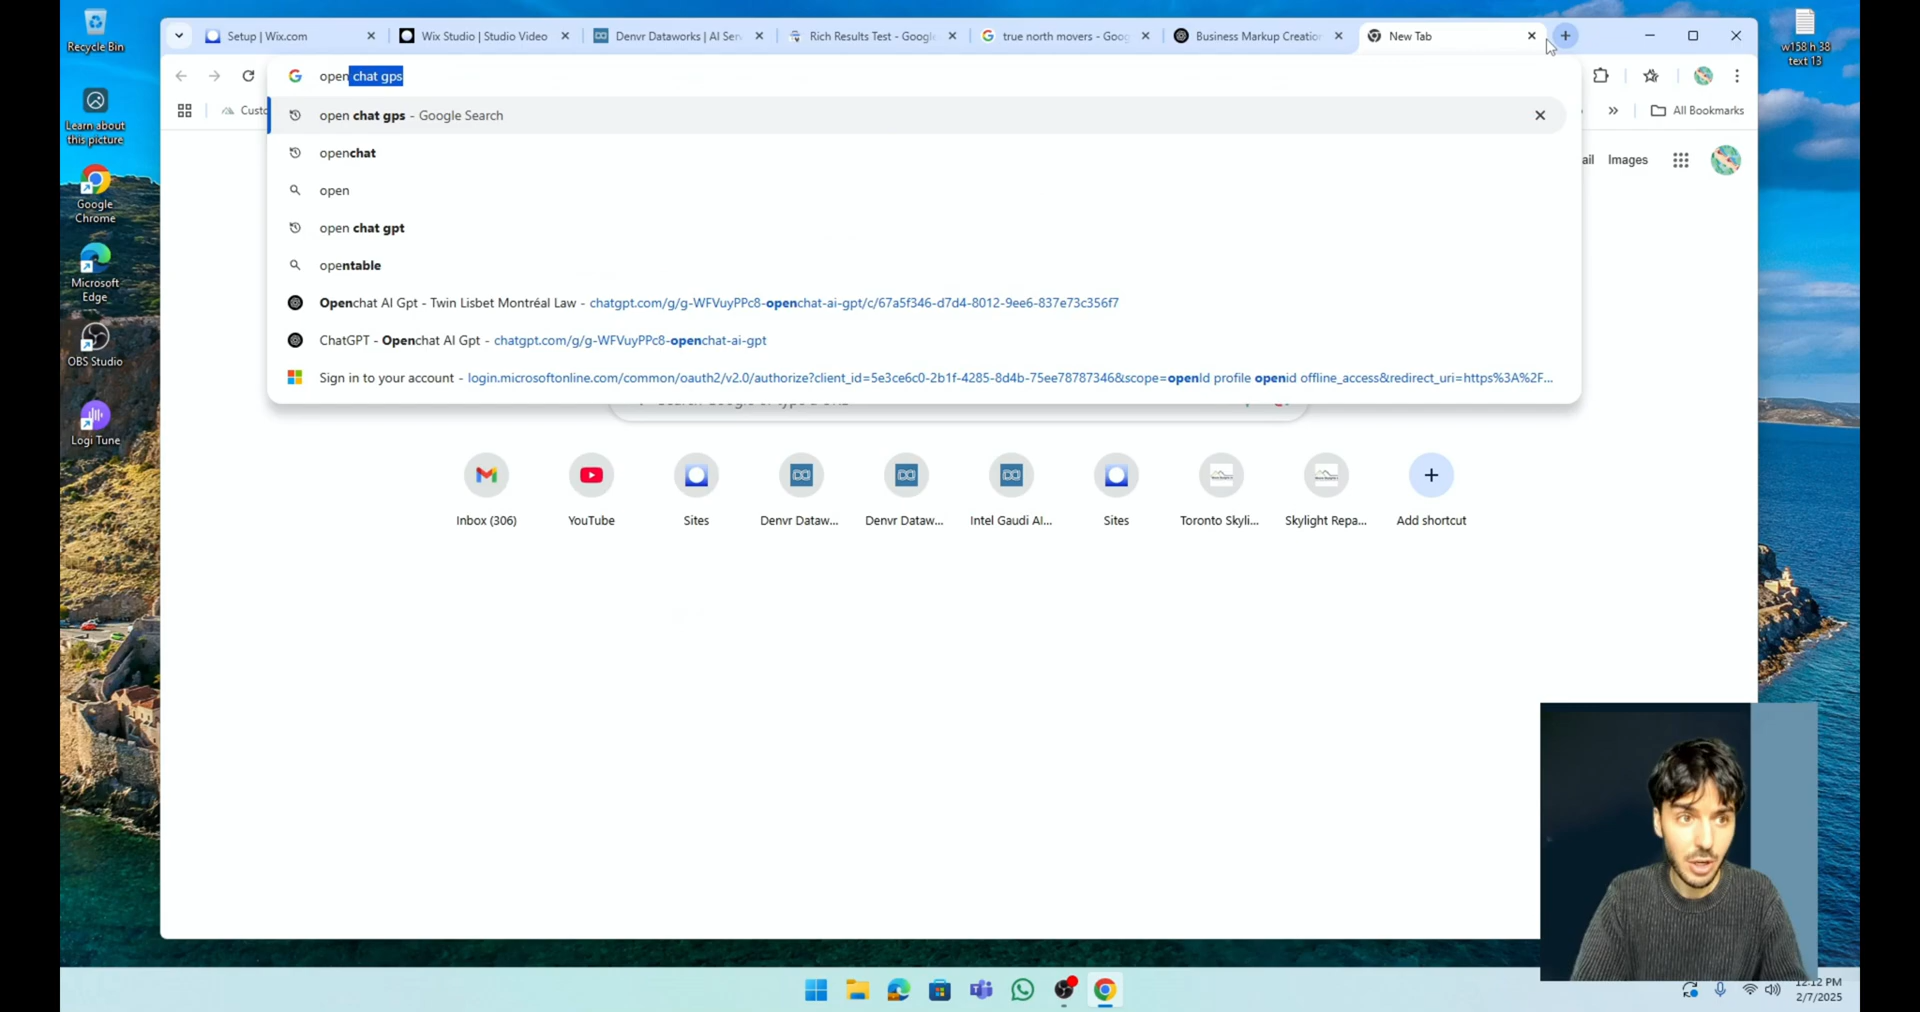 Recycle Bin
Learn about
this picture
Google
Chrome
Microsoft
Edge
OBS Studio
Logi Tune
w158 h 38
text 13
Setup | Wix.com
Wix Studio | Studio Video
Denvr Dataworks | AI Ser
Rich Results Test - Google
true north movers - Goog
Business Markup Creation
New Tab
open chat gps
Custo
All Bookmarks
open chat gps - Google Search
openchat
open
open chat gpt
opentable
Openchat AI Gpt - Twin Lisbet Montréal Law - chatgpt.com/g/g-WFVuyPPc8-openchat-ai-gpt/c/67a5f346-d7d4-8012-9ee6-837e73c356f7
ChatGPT - Openchat AI Gpt - chatgpt.com/g/g-WFVuyPPc8-openchat-ai-gpt
Sign in to your account - login.microsoftonline.com/common/oauth2/v2.0/authorize?client_id=5e3ce6c0-2b1f-4285-8d4b-75ee78787346&scope=openId profile openid offline_access&redirect_uri=https%3A%2F...
ail Images
Inbox (306)
YouTube
Sites
Denvr Dataw...
Denvr Dataw...
Intel Gaudi AI...
Sites
Toronto Skyli...
Skylight Repa...
Add shortcut
12:12 PM
2/7/2025